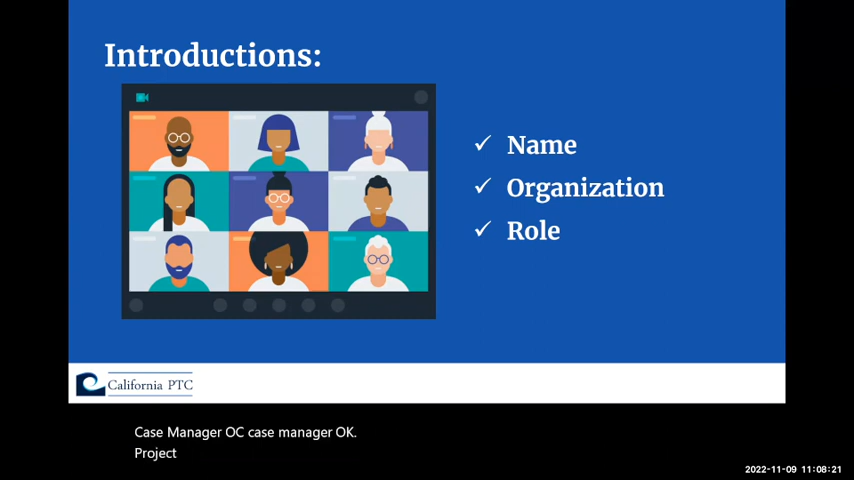 Introductions:
Name
Organization
Role
California PTC
Case Manager OC case manager OK.
Project
2022-11-09 11:08:21